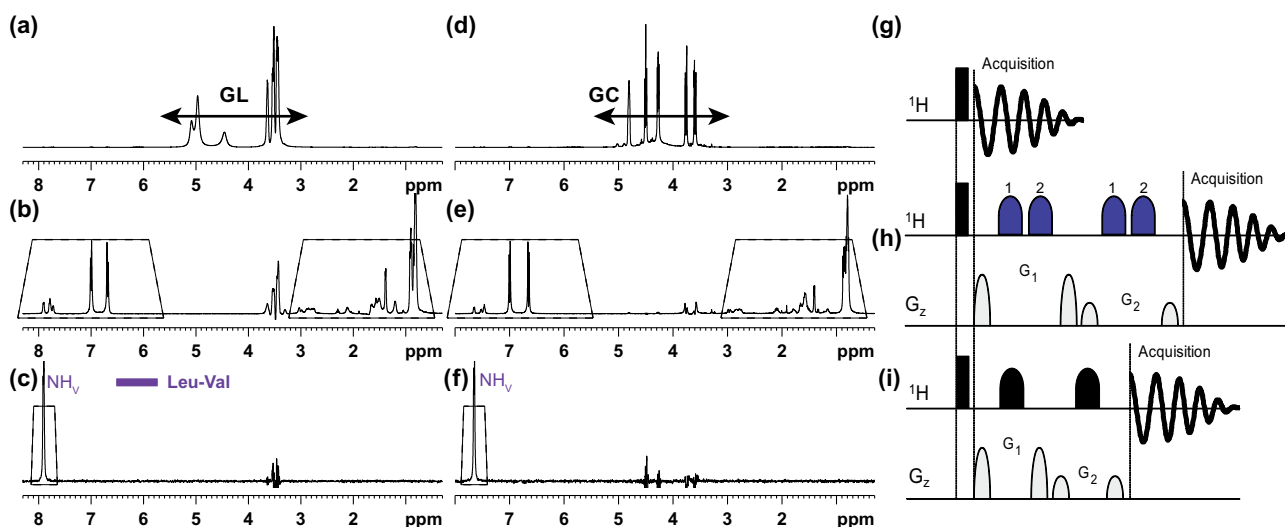 (a)
GL
8 7 6 5 4 3 2 ppm
(b)
8 7 6 5 4 3 2 ppm
(c)
NHV
Leu-Val
8 7 6 5 4 3 2 ppm
(d)
GC
6 5 4 3 2 ppm
(e)
8 7 6 5 4 3 2 ppm
(f)
NHV
8 7 6 5 4 3 2 ppm
(g)
Acquisition
1H
Acquisition
1 2 1 2
1H
(h)
G1
Gz
G2
Acquisition
(i)
1H
G1
Gz
G2